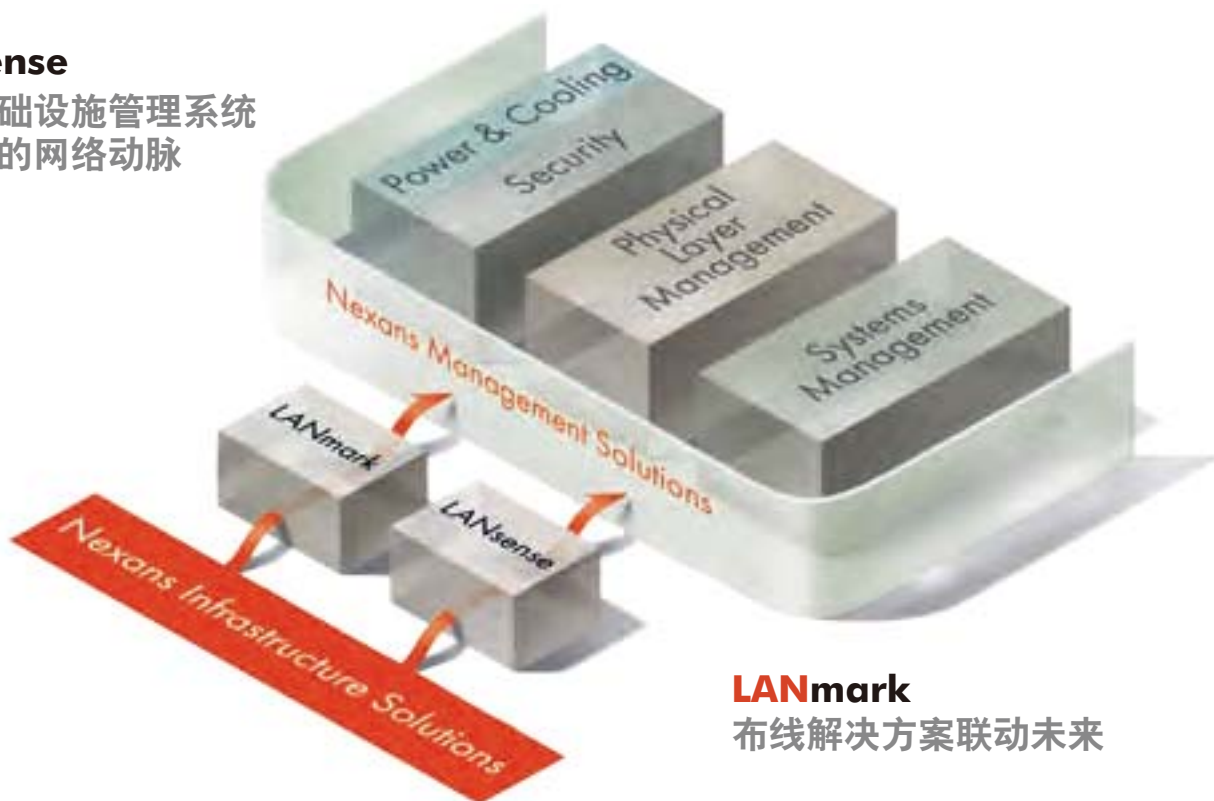 ense
础设施管理系统
的网络动脉
Power & Cooling
Security
Physical
Layer
Management
Systems
Management
Nexans Management Solutions
LANmark
LANsense
Nexans Infrastructure Solutions
LANmark
布线解决方案联动未来